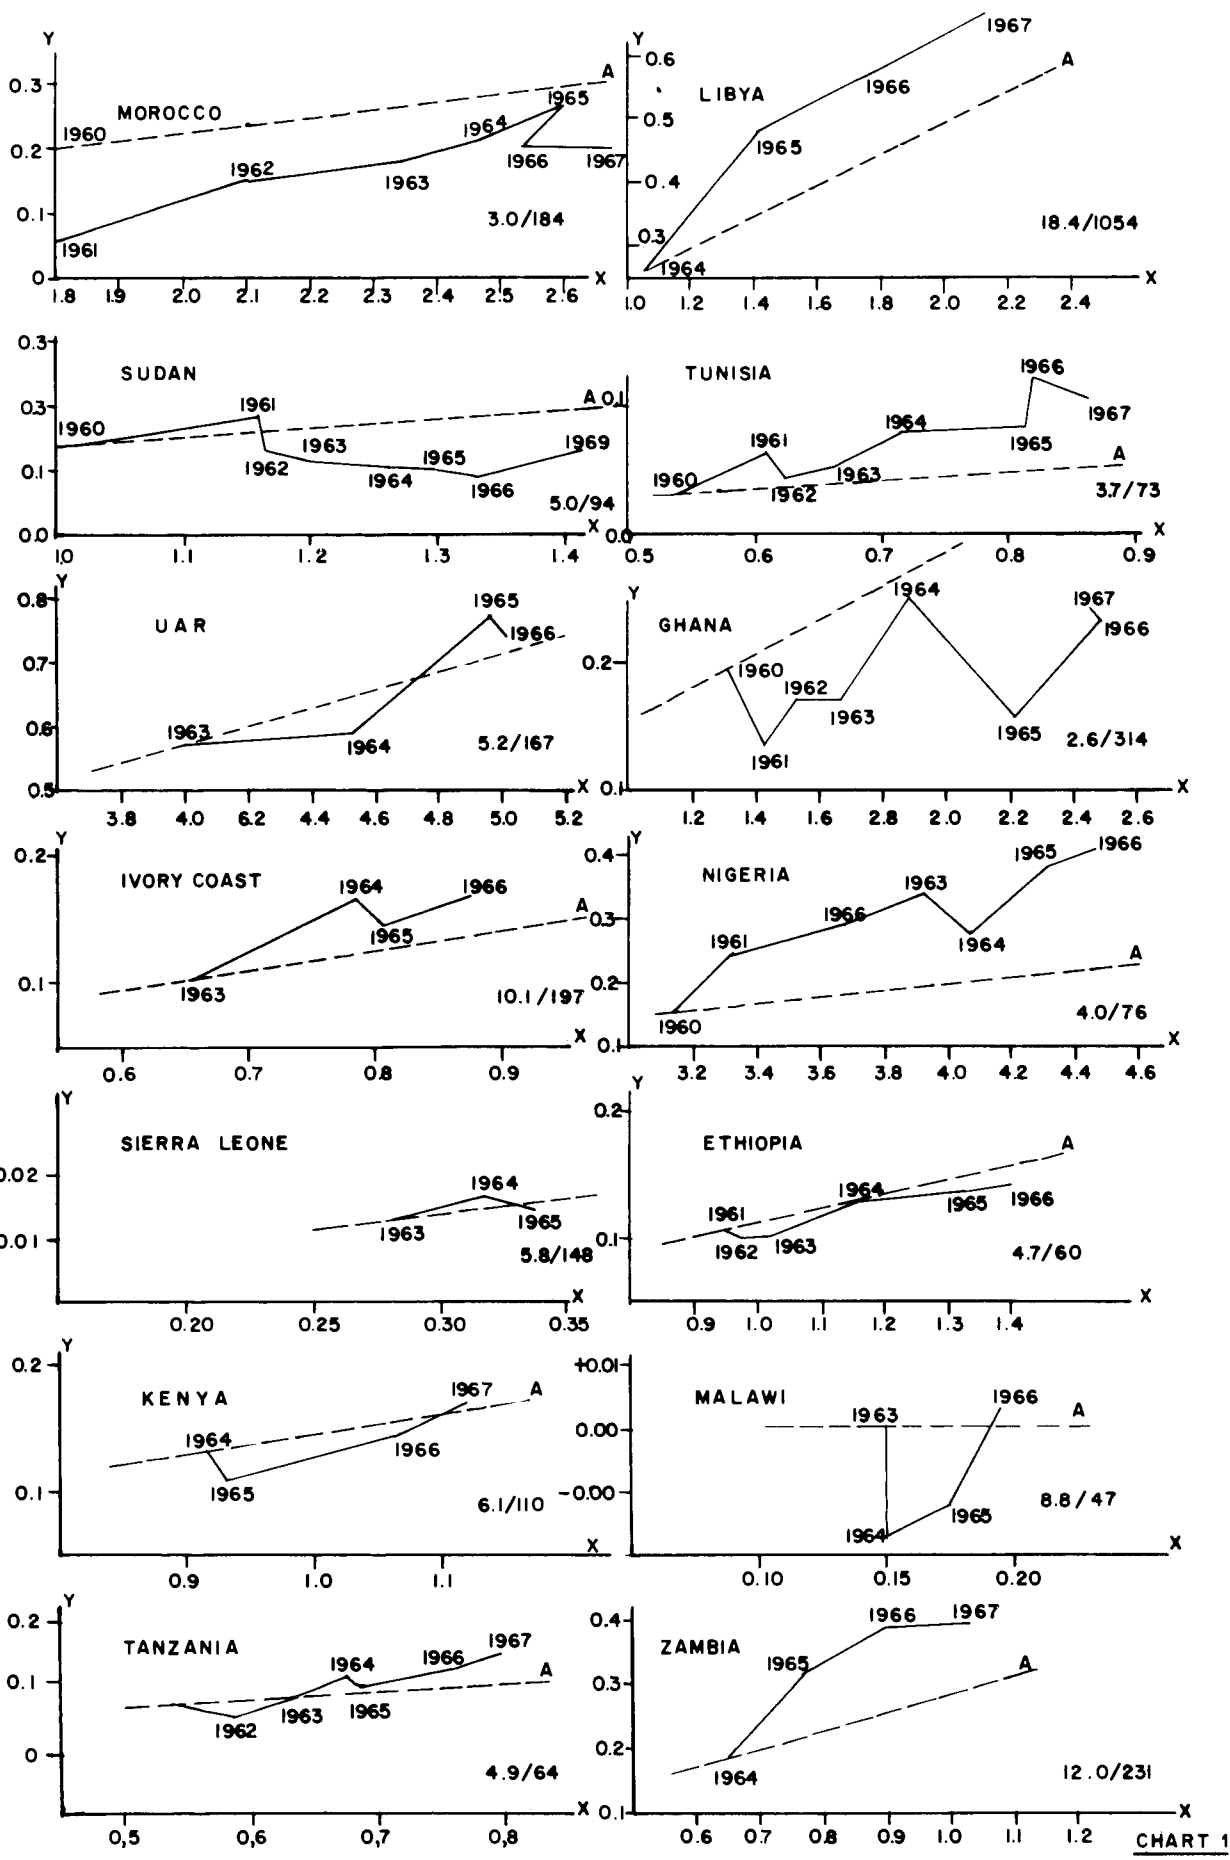 Y
0.3
MOROCCO
A
1960
1965
1964
0.2
1962
1966
1967
1963
0.1
3.0/184
1961
0
X
1.8 1.9 2.0 2.1 2.2 2.3 2.4 2.5 2.6
Y
1967
0.6
A
LIBYA
1966
0.5
1965
0.4
18.4/1054
0.3
1964
X
1.0 1.2 1.4 1.6 1.8 2.0 2.2 2.4
0.3
SUDAN
1961
A
0.3
1960
1963
1969
1962
1965
0.1
1964
1966
5.0/94
0.0
X
1.0 1.1 1.2 1.3 1.4
TUNISIA
1966
0.1
1967
1964
1961
1965
A
1960
1963
1962
3.7/73
0.0
X
0.5 0.6 0.7 0.8 0.9
Y
0.8
1965
UAR
1966
0.7
1963
0.6
1964
5.2/167
0.5
X
3.8 4.0 6.2 4.4 4.6 4.8 5.0 5.2
Y
1964
1967
GHANA
1966
0.2
1960
1962
1963
1965
2.6/314
1961
0.1
X
1.2 1.4 1.6 2.8 2.0 2.2 2.4 2.6
Y
0.2
IVORY COAST
1964
1966
A
1965
0.1
1963
10.1/197
X
0.6 0.7 0.8 0.9
Y
0.4
1965
1966
NIGERIA
1963
0.3
1966
1961
1964
A
0.2
1960
4.0/76
0.1
X
3.2 3.4 3.6 3.8 4.0 4.2 4.4 4.6
Y
SIERRA LEONE
0.02
1964
1963
1965
0.01
5.8/148
X
0.20 0.25 0.30 0.35
Y
0.2
ETHIOPIA
A
1964
1965
1966
1961
0.1
1962
1963
4.7/60
X
0.9 1.0 1.1 1.2 1.3 1.4
Y
0.2
KENYA
1967
A
1964
1966
0.1
1965
6.1/110
X
0.9 1.0 1.1
+0.01
MALAWI
1966
1963
A
0.00
-0.00
8.8/47
1965
1964
X
0.10 0.15 0.20
Y
0.2
TANZANIA
1967
1964
1966
A
0.1
1963
1965
1962
0
4.9/64
X
0,5 0,6 0,7 0,8
0.4
1966
1967
ZAMBIA
1965
A
0.3
0.2
1964
12.0/231
0.1
X
0.6 0.7 0.8 0.9 1.0 1.1 1.2
CHART 1